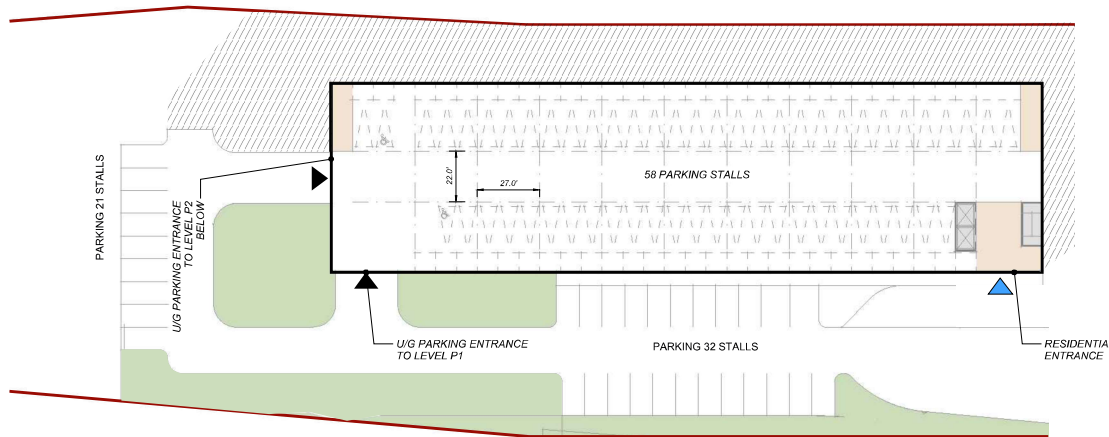 PARKING 21 STALLS
U/G PARKING ENTRANCE
TO LEVEL P2
BELOW
22.0'
27.0'
58 PARKING STALLS
U/G PARKING ENTRANCE
TO LEVEL P1
PARKING 32 STALLS
RESIDENTIA
ENTRANCE